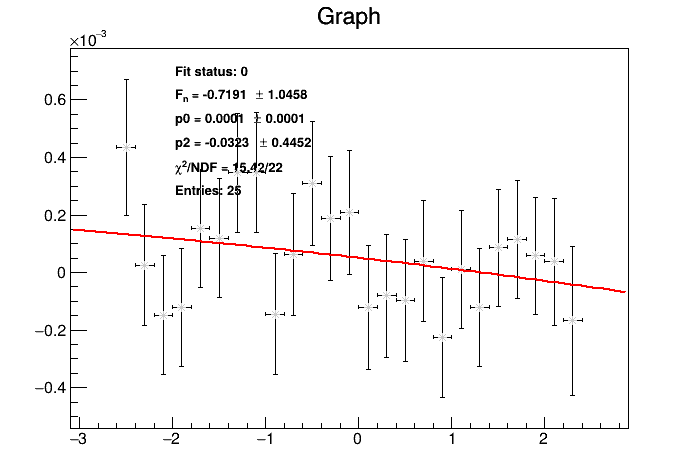 Graph
×10⁻³
Fit status: 0
Fₙ = -0.7191 ± 1.0458
p0 = 0.0001 ± 0.0001
p2 = -0.0323 ± 0.4452
χ²/NDF = 15.42/22
Entries: 25
0.6
0.4
0.2
0
−0.2
−0.4
−3 −2 −1 0 1 2